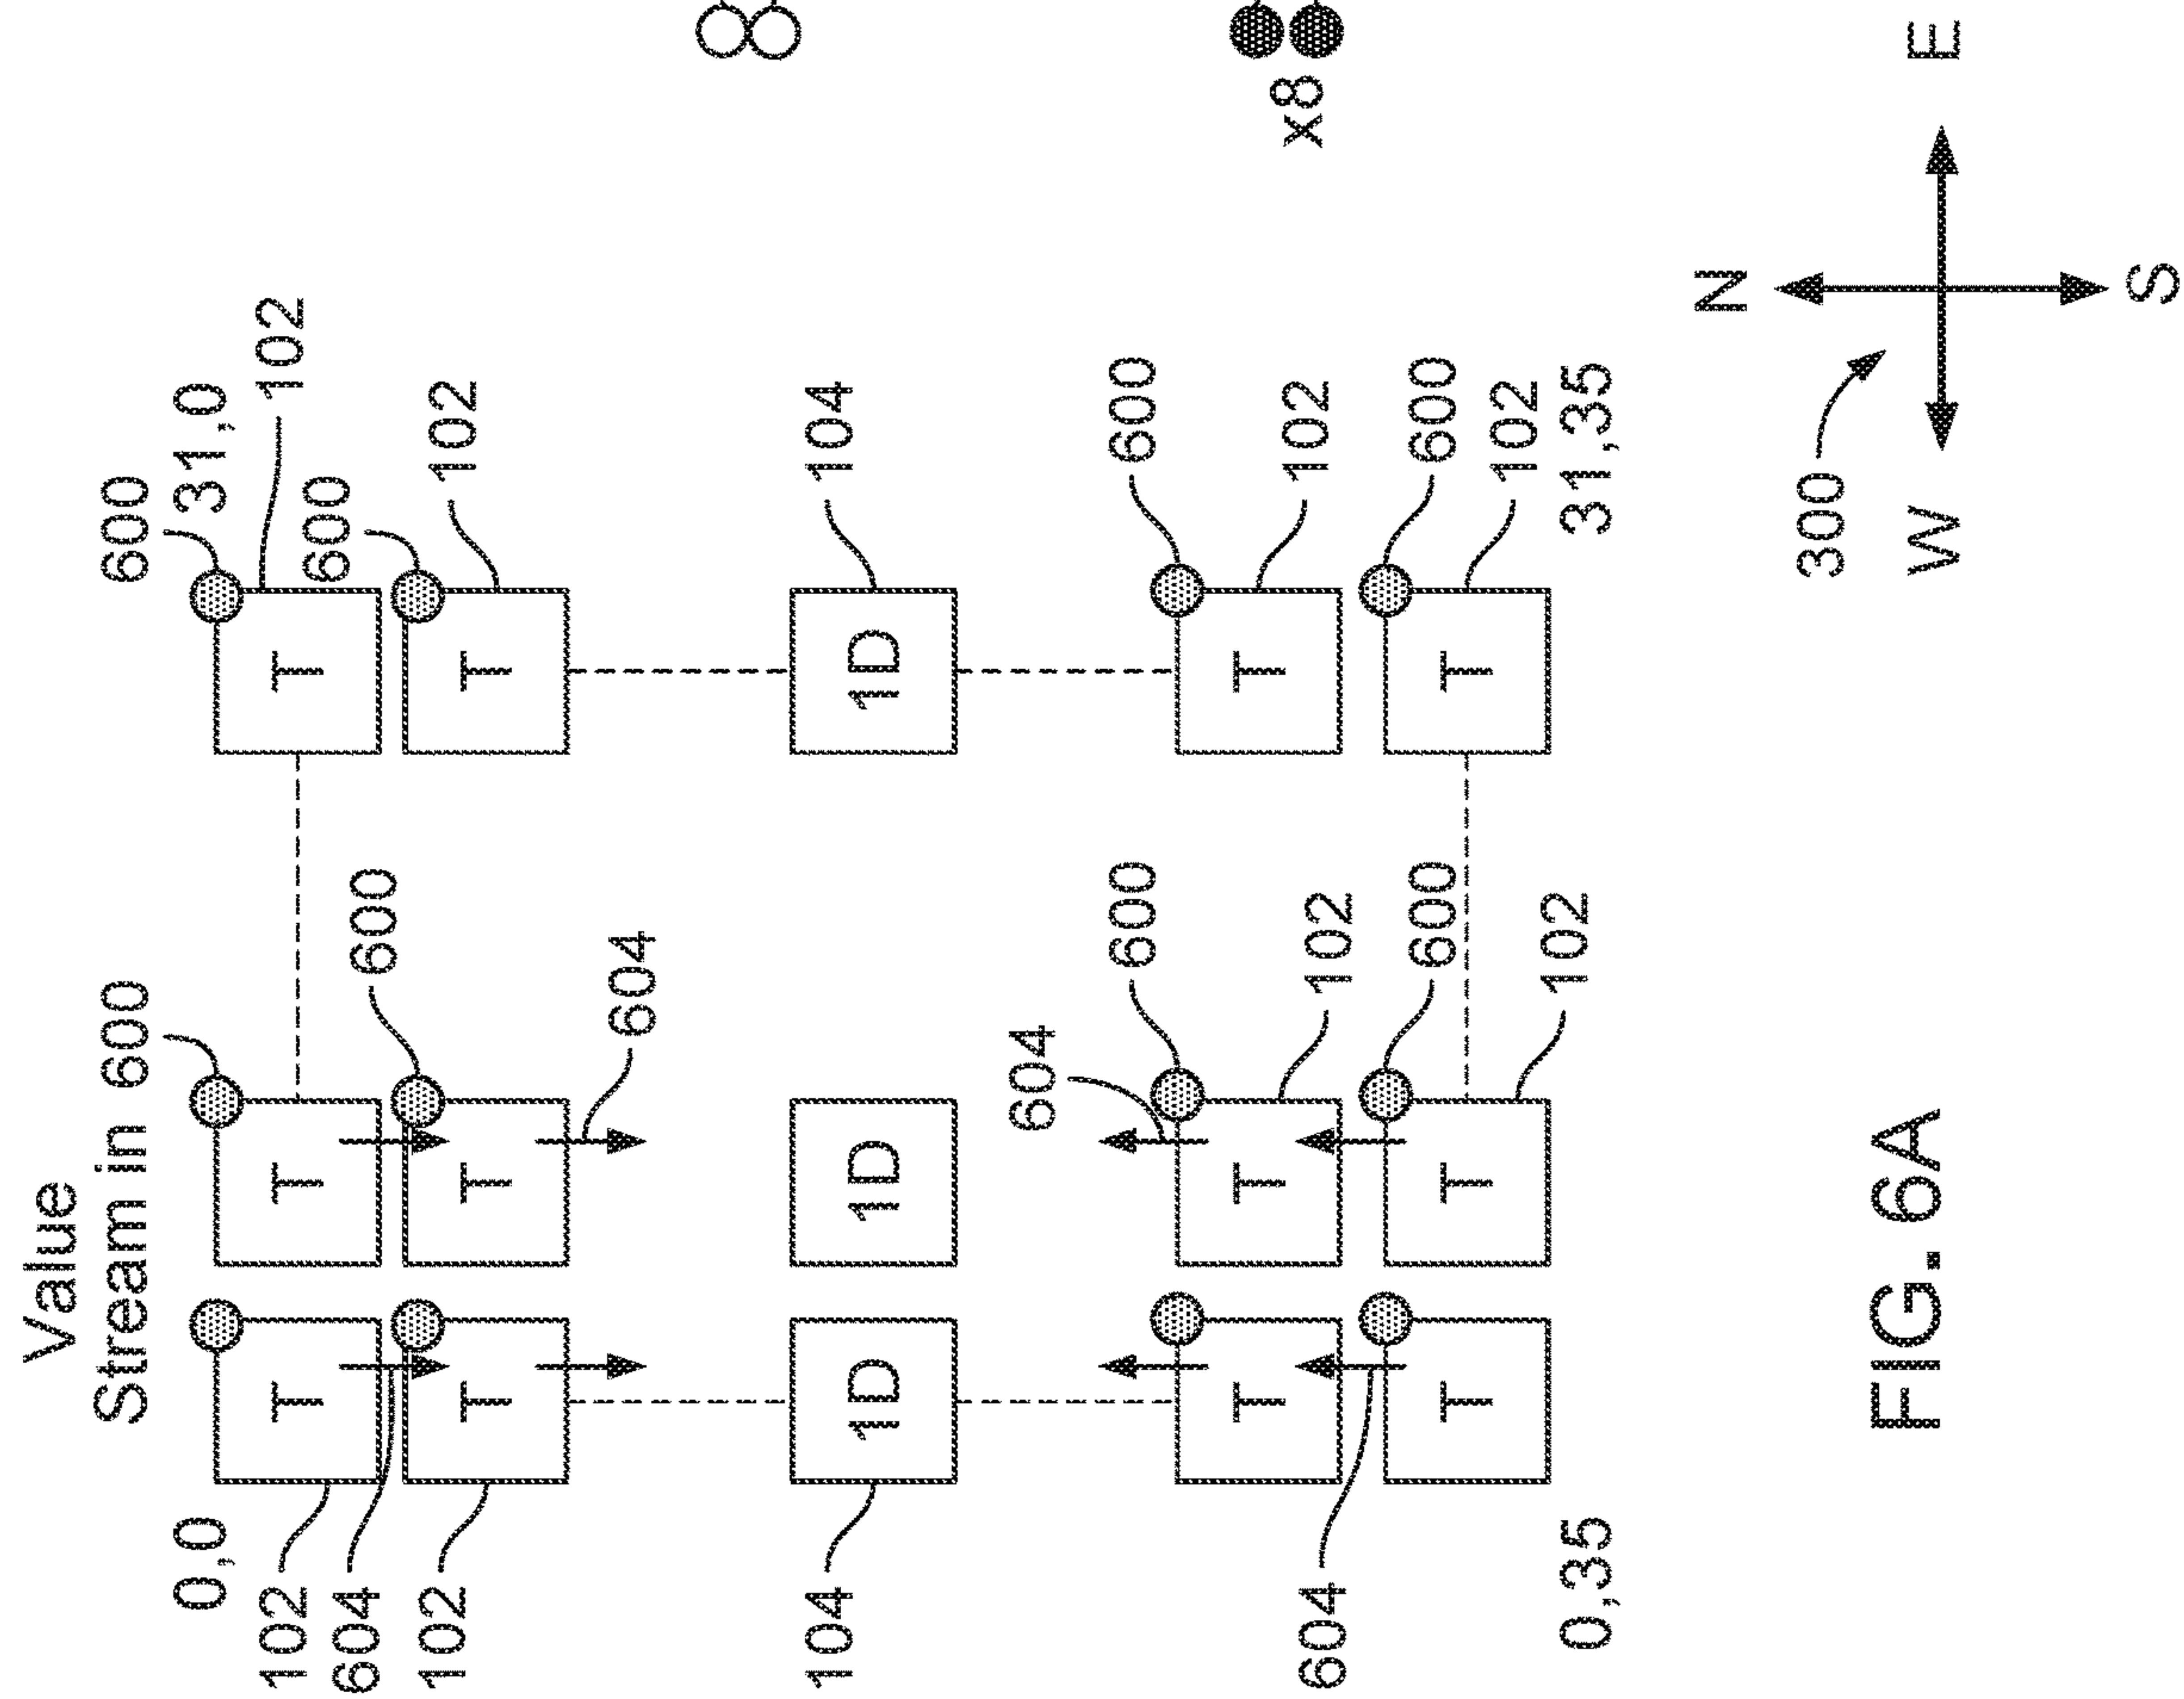 Value
Stream in 600 600
0,0 31,0
102 T T T 102
604 600 600
102 T T T 102
604
104 1D 1D 1D 104
604 600 600
T T 102 T 102
x8
604 600 600
T T T 102
102
0,35 31,35
N
300
W E
S
FIG. 6A